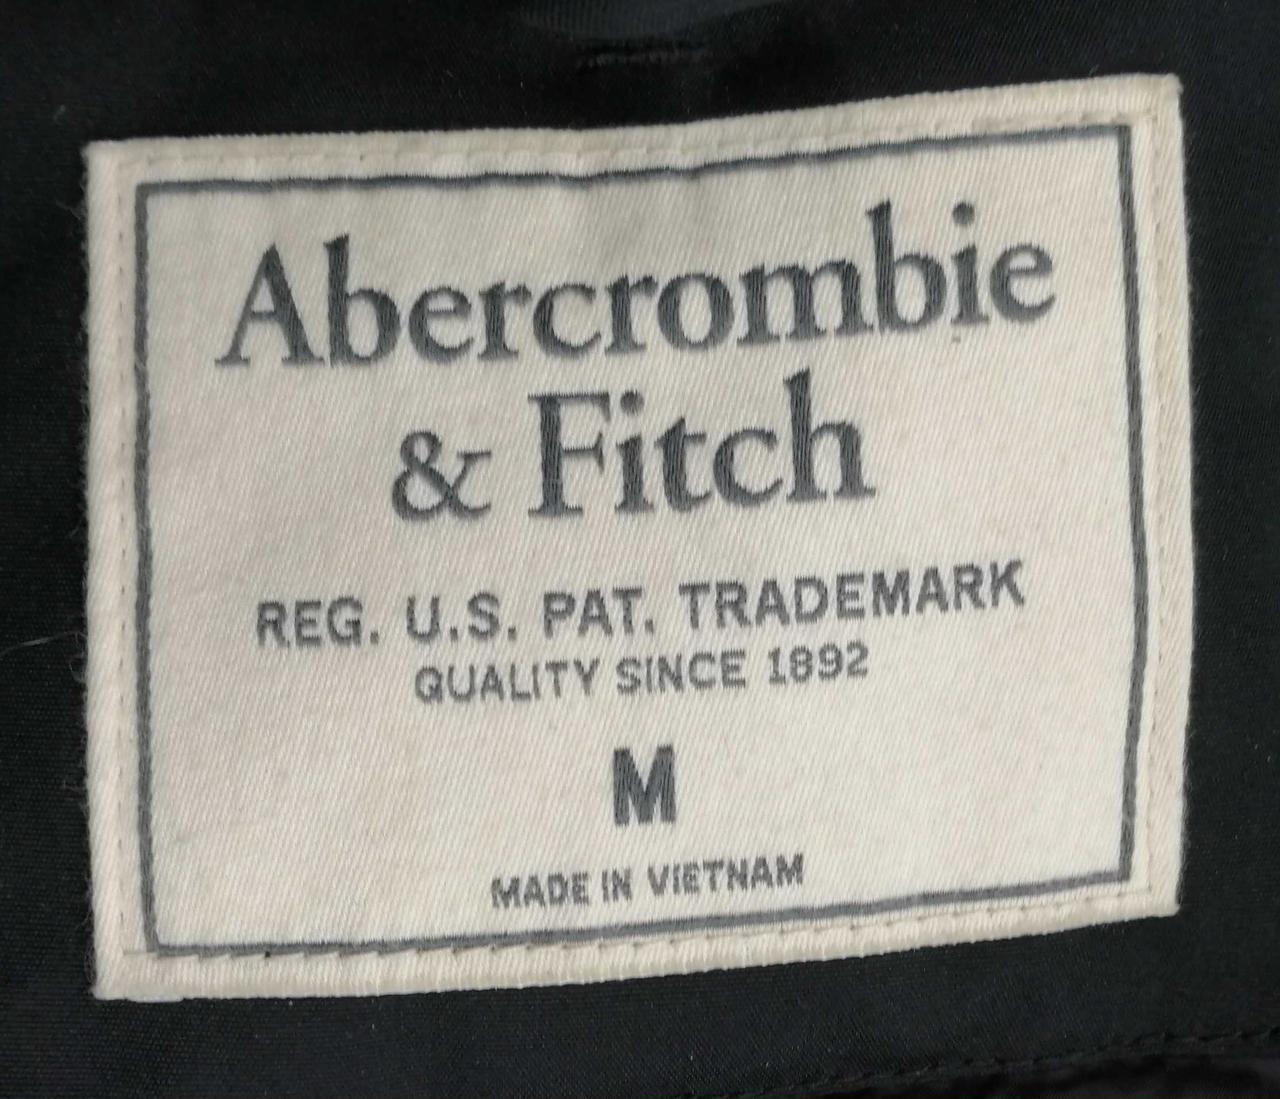 Abercrombie
& Fitch
REG. U.S. PAT. TRADEMARK
QUALITY SINCE 1892
M
MADE IN VIETNAM